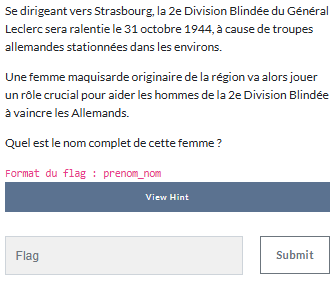 Se dirigeant vers Strasbourg, la 2e Division Blindée du Général
Leclerc sera ralentie le 31 octobre 1944, à cause de troupes
allemandes stationnées dans les environs.
Une femme maquisarde originaire de la région va alors jouer
un rôle crucial pour aider les hommes de la 2e Division Blindée
à vaincre les Allemands.
Quel est le nom complet de cette femme ?
Format du flag : prenom_nom
View Hint
Flag
Submit